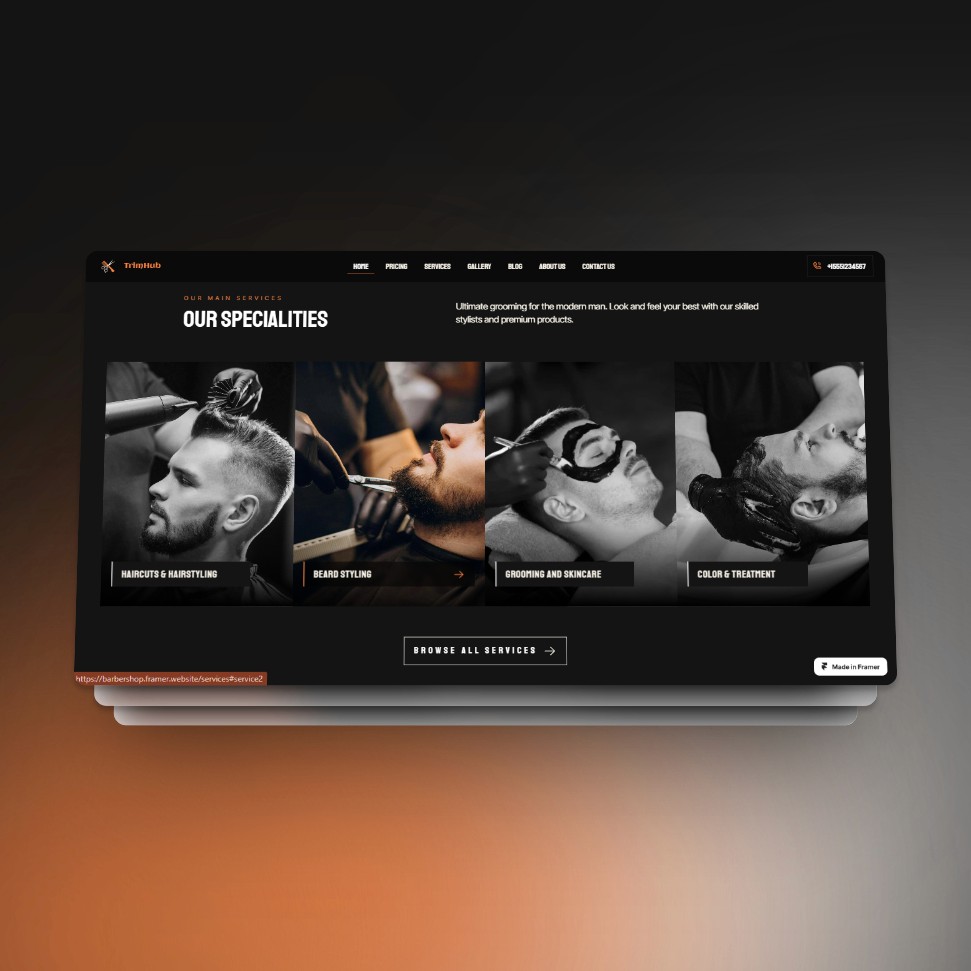 TrimHub
HOME PRICING SERVICES GALLERY BLOG ABOUT US CONTACT US
+15551234567
OUR MAIN SERVICES
OUR SPECIALITIES
Ultimate grooming for the modern man. Look and feel your best with our skilled
stylists and premium products.
HAIRCUTS & HAIRSTYLING
BEARD STYLING
GROOMING AND SKINCARE
COLOR & TREATMENT
BROWSE ALL SERVICES
Made in Framer
https://barbershop.framer.website/services#service2